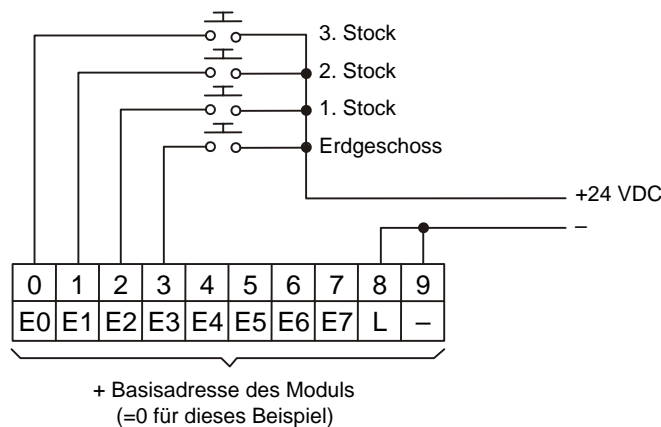 3. Stock
2. Stock
1. Stock
Erdgeschoss
+24 VDC
–
0 1 2 3 4 5 6 7 8 9
E0 E1 E2 E3 E4 E5 E6 E7 L –
+ Basisadresse des Moduls
(=0 für dieses Beispiel)